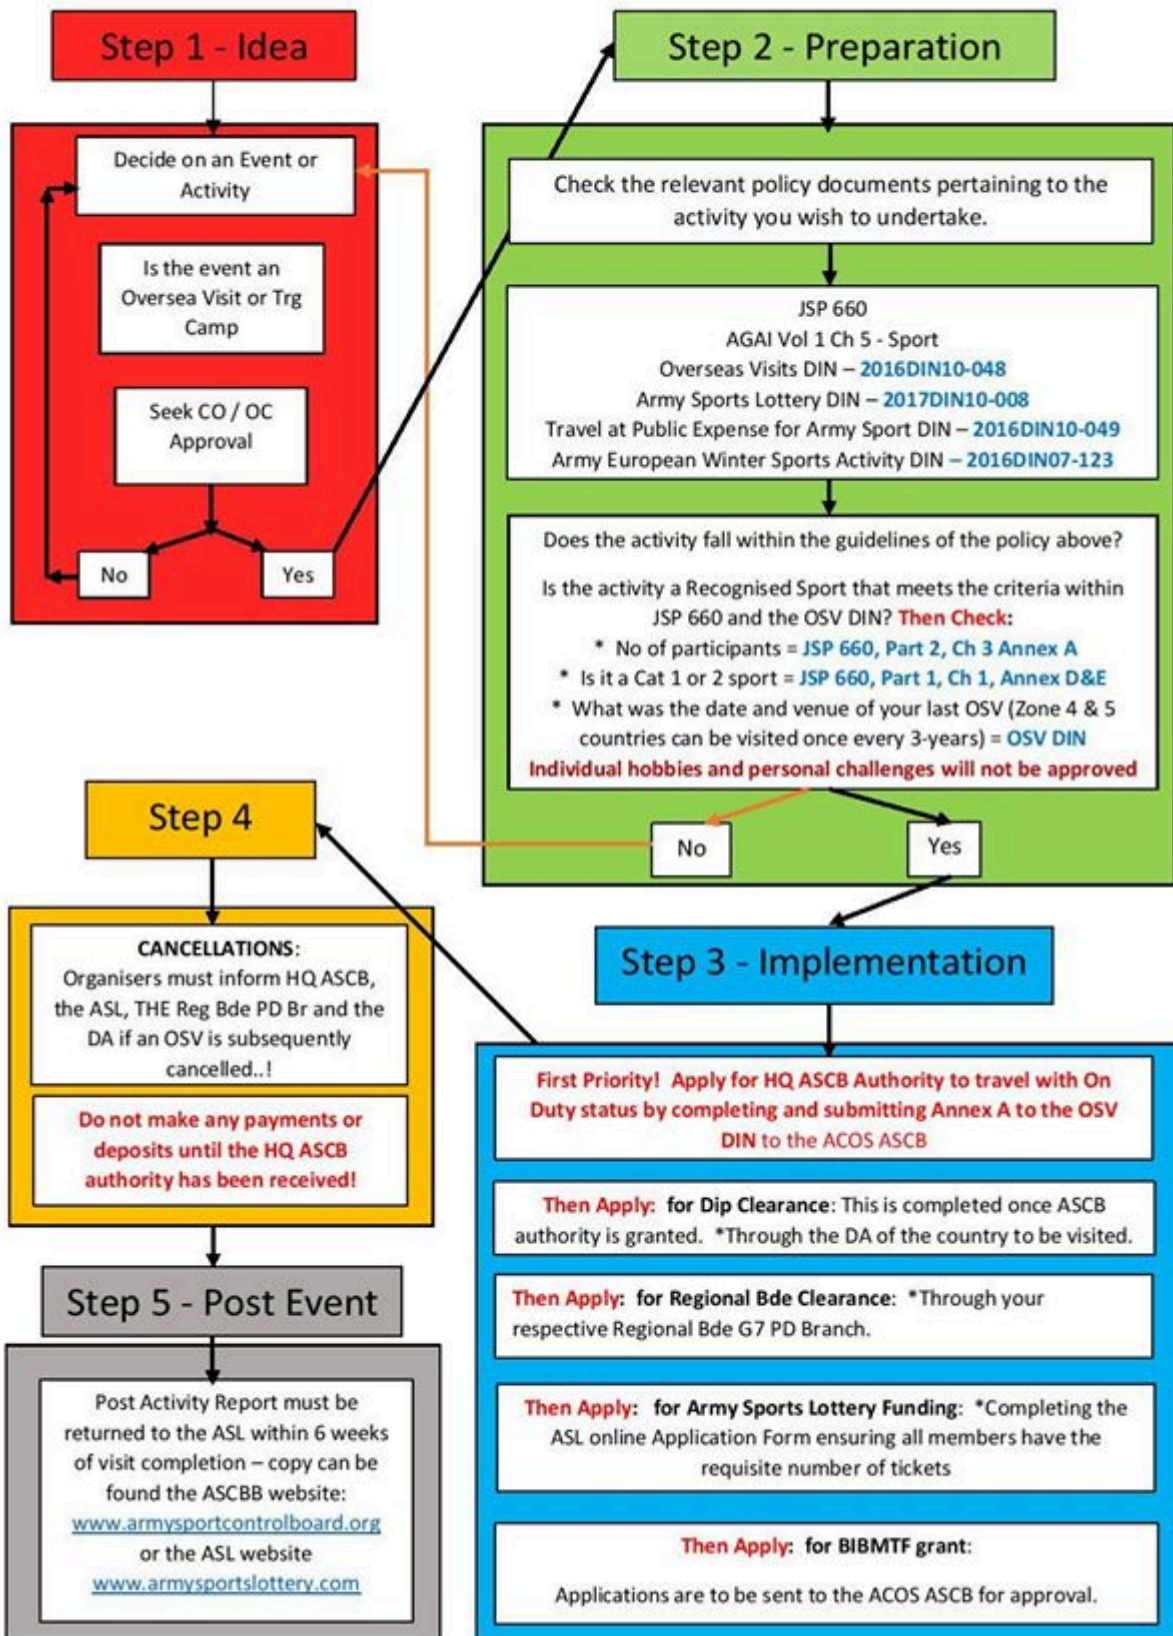 Step 1 - Idea
Decide on an Event or
Activity
Is the event an
Oversea Visit or Trg
Camp
Seek CO / OC
Approval
No
Yes
Step 2 - Preparation
Check the relevant policy documents pertaining to the
activity you wish to undertake.
JSP 660
AGAI Vol 1 Ch 5 - Sport
Overseas Visits DIN – 2016DIN10-048
Army Sports Lottery DIN – 2017DIN10-008
Travel at Public Expense for Army Sport DIN – 2016DIN10-049
Army European Winter Sports Activity DIN – 2016DIN07-123
Does the activity fall within the guidelines of the policy above?
Is the activity a Recognised Sport that meets the criteria within
JSP 660 and the OSV DIN? Then Check:
* No of participants = JSP 660, Part 2, Ch 3 Annex A
* Is it a Cat 1 or 2 sport = JSP 660, Part 1, Ch 1, Annex D&E
* What was the date and venue of your last OSV (Zone 4 & 5
countries can be visited once every 3-years) = OSV DIN
Individual hobbies and personal challenges will not be approved
No
Yes
Step 3 - Implementation
First Priority! Apply for HQ ASCB Authority to travel with On
Duty status by completing and submitting Annex A to the OSV
DIN to the ACOS ASCB
Then Apply: for Dip Clearance: This is completed once ASCB
authority is granted. *Through the DA of the country to be visited.
Then Apply: for Regional Bde Clearance: *Through your
respective Regional Bde G7 PD Branch.
Then Apply: for Army Sports Lottery Funding: *Completing the
ASL online Application Form ensuring all members have the
requisite number of tickets
Then Apply: for BIBMTF grant:
Applications are to be sent to the ACOS ASCB for approval.
Step 4
CANCELLATIONS:
Organisers must inform HQ ASCB,
the ASL, THE Reg Bde PD Br and the
DA if an OSV is subsequently
cancelled..!
Do not make any payments or
deposits until the HQ ASCB
authority has been received!
Step 5 - Post Event
Post Activity Report must be
returned to the ASL within 6 weeks
of visit completion – copy can be
found the ASCBB website:
www.armysportcontrolboard.org
or the ASL website
www.armysportslottery.com